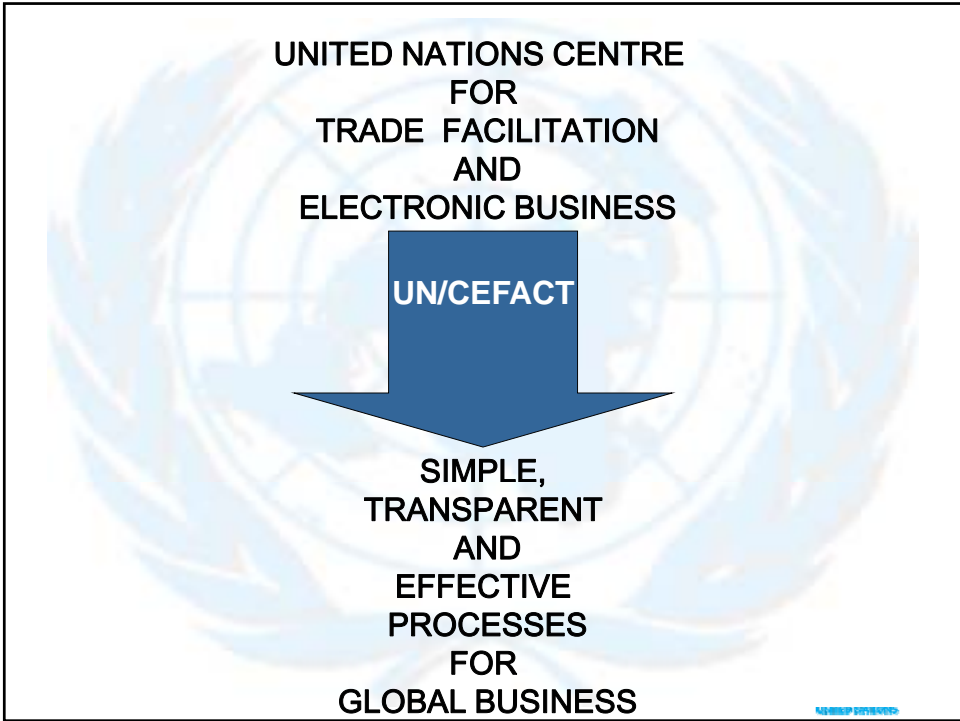 UNITED NATIONS CENTRE
FOR
TRADE FACILITATION
AND
ELECTRONIC BUSINESS
UN/CEFACT
SIMPLE,
TRANSPARENT
AND
EFFECTIVE
PROCESSES
FOR
GLOBAL BUSINESS